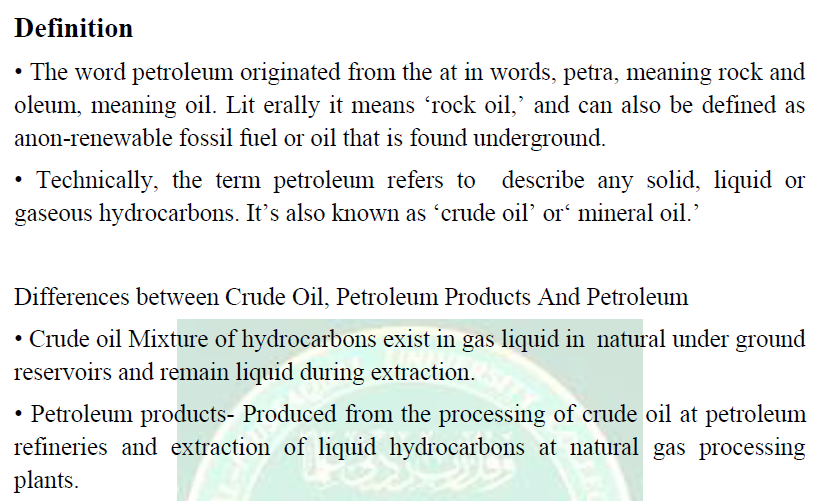 Definition
• The word petroleum originated from the at in words, petra, meaning rock and
oleum, meaning oil. Lit erally it means ‘rock oil,’ and can also be defined as
anon-renewable fossil fuel or oil that is found underground.
• Technically, the term petroleum refers to describe any solid, liquid or
gaseous hydrocarbons. It’s also known as ‘crude oil’ or‘ mineral oil.’
Differences between Crude Oil, Petroleum Products And Petroleum
• Crude oil Mixture of hydrocarbons exist in gas liquid in natural under ground
reservoirs and remain liquid during extraction.
• Petroleum products- Produced from the processing of crude oil at petroleum
refineries and extraction of liquid hydrocarbons at natural gas processing
plants.